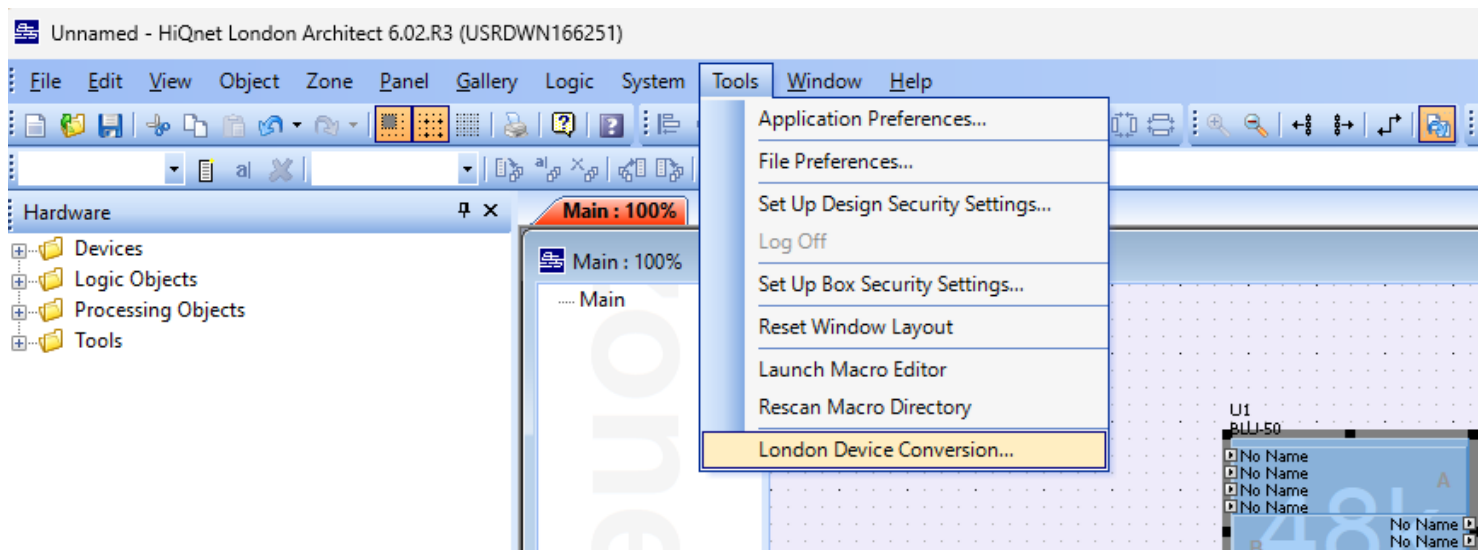 Unnamed - HiQnet London Architect 6.02.R3 (USRDWN166251)
File Edit View Object Zone Panel Gallery Logic System Tools Window Help
a|
Hardware
Main : 100%
Devices
Logic Objects
Processing Objects
Tools
Main : 100%
Main
Application Preferences...
File Preferences...
Set Up Design Security Settings...
Log Off
Set Up Box Security Settings...
Reset Window Layout
Launch Macro Editor
Rescan Macro Directory
London Device Conversion...
U1
BLU-50
No Name
No Name
No Name
No Name
A
48k
No Name
No Name
B